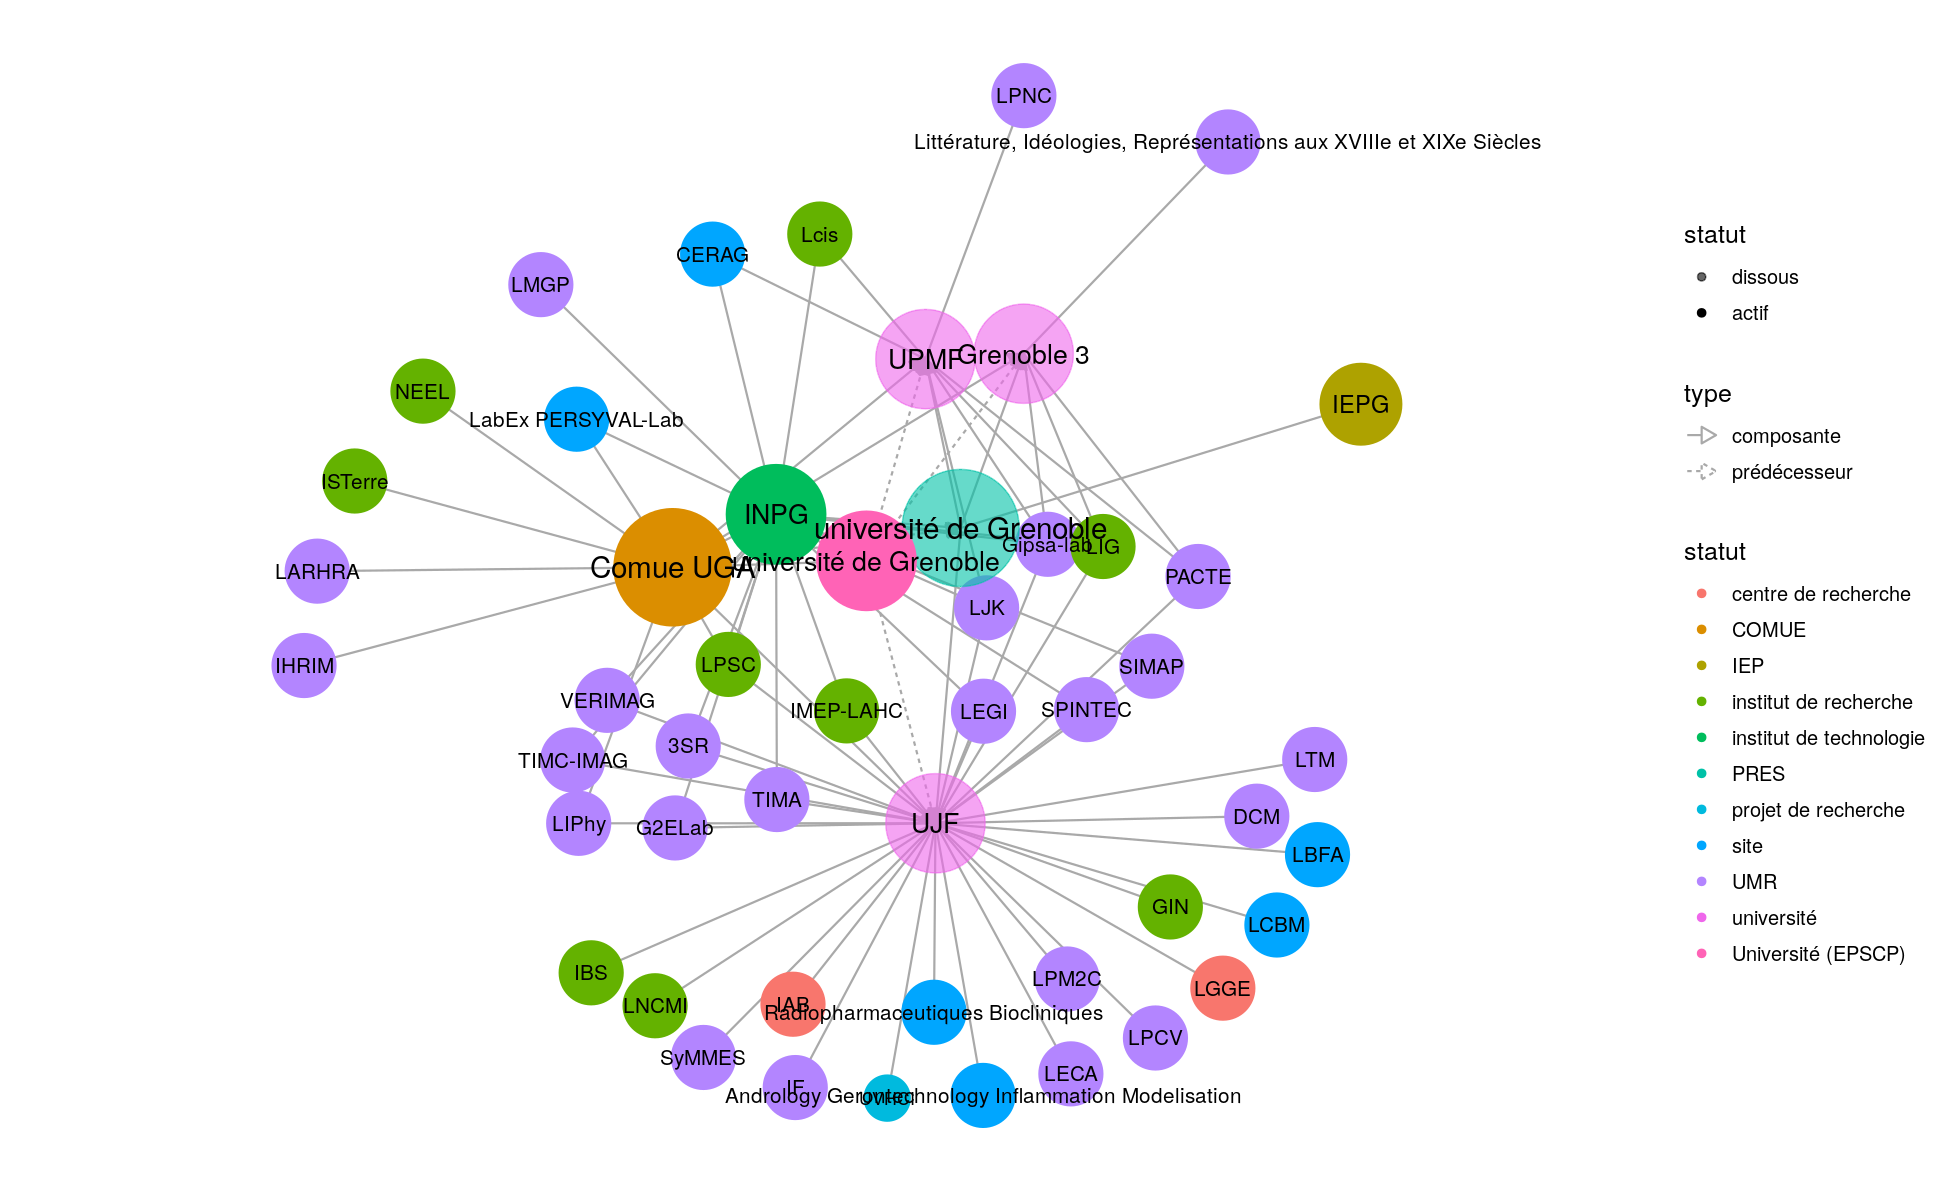 LPNC
Littérature, Idéologies, Représentations aux XVIIIe et XIXe Siècles
Lcis
CERAG
LMGP
UPMF
Grenoble 3
NEEL
LabEx PERSYVAL-Lab
IEPG
ISTerre
INPG
université de Grenoble
Gipsa-lab
LIG
Université de Grenoble
Comue UGA
LARHRA
PACTE
LJK
IHRIM
LPSC
SIMAP
VERIMAG
IMEP-LAHC
LEGI
SPINTEC
3SR
TIMC-IMAG
LTM
TIMA
LIPhy
G2ELab
UJF
DCM
LBFA
GIN
LCBM
IBS
LNCMI
IAB
Radiopharmaceutiques Biocliniques
LPM2C
LGGE
LPCV
SyMMES
LECA
IF
Andrology Gerontechnology Inflammation Modelisation
statut
dissous
actif
type
composante
prédécesseur
statut
centre de recherche
COMUE
IEP
institut de recherche
institut de technologie
PRES
projet de recherche
site
UMR
université
Université (EPSCP)